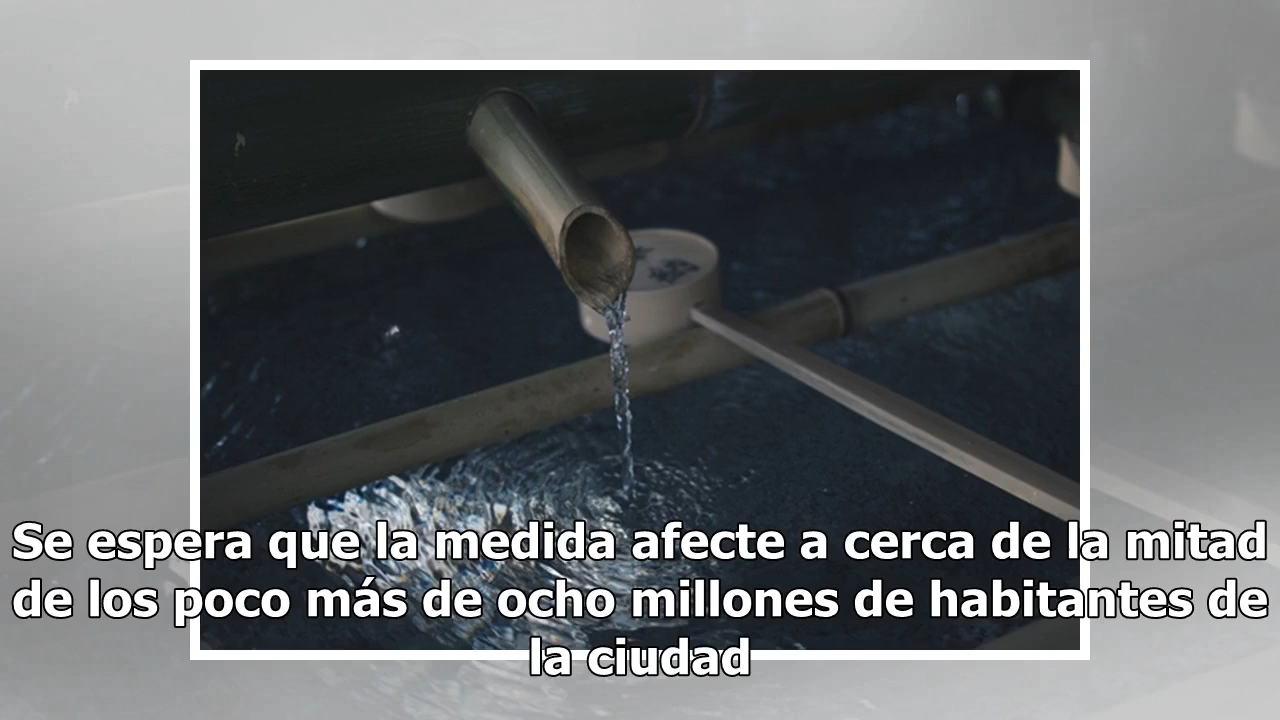 Se espera que la medida afecte a cerca de la mitad
de los poco más de ocho millones de habitantes de
la ciudad